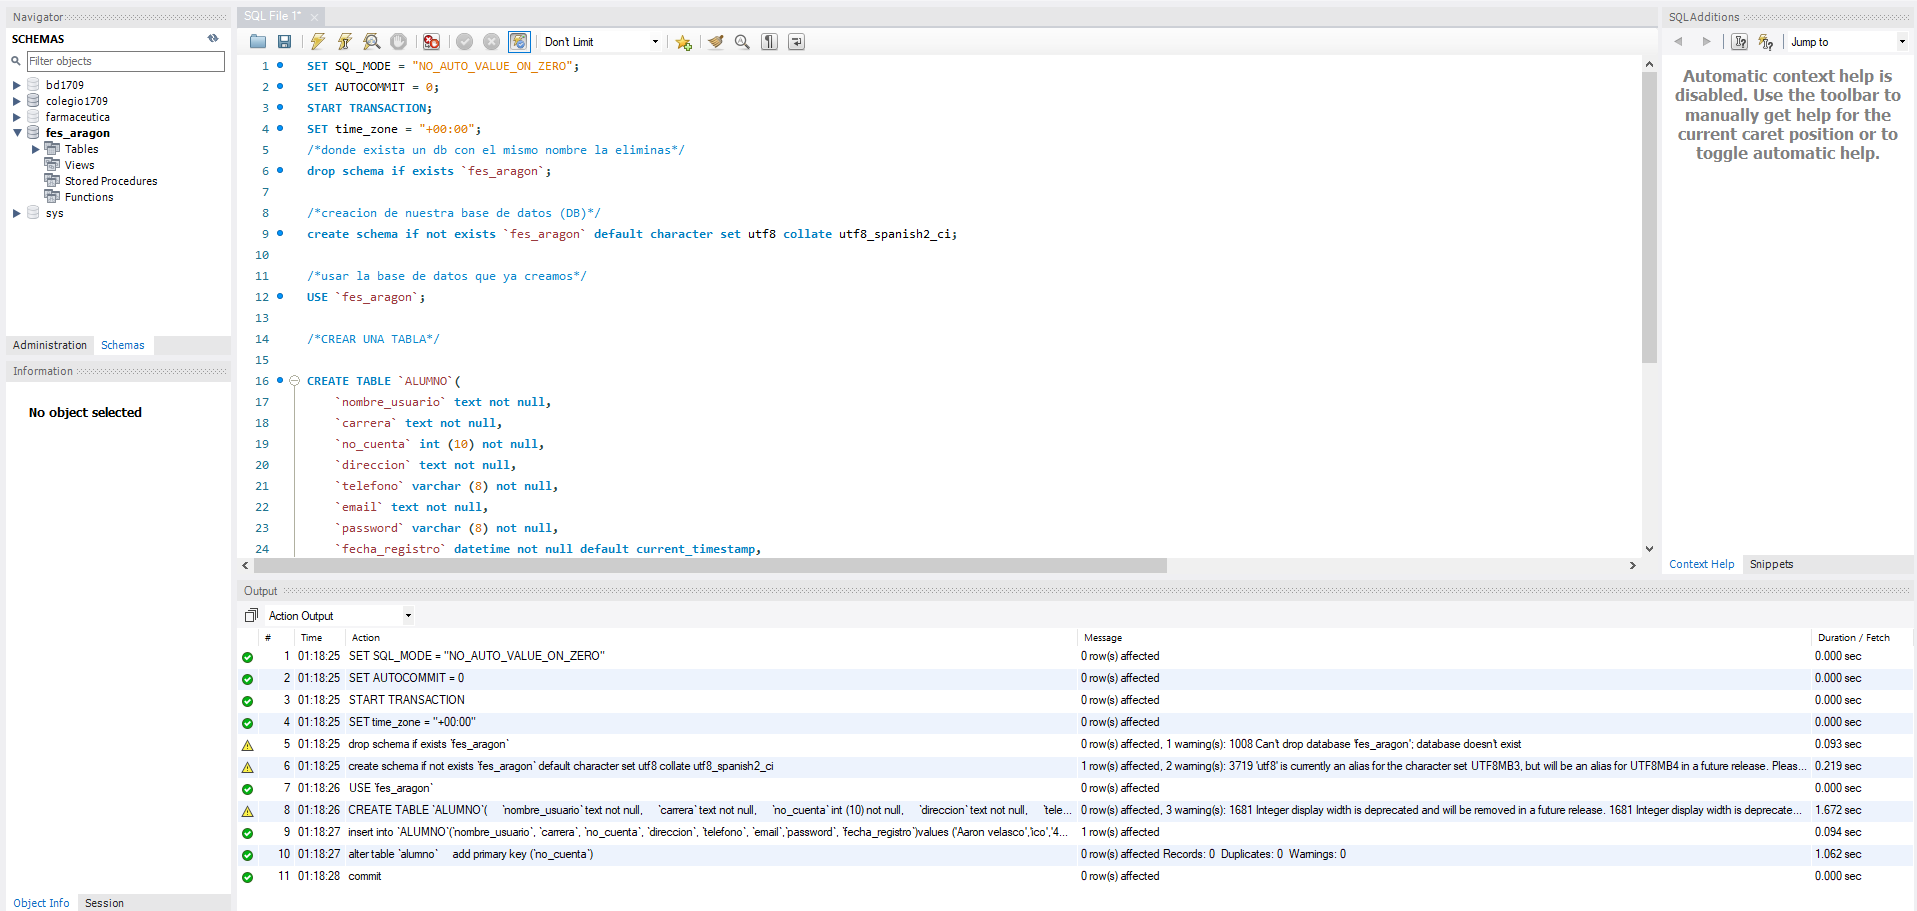 Navigator
SCHEMAS
Filter objects
bd1709
colegio1709
farmaceutica
fes_aragon
Tables
Views
Stored Procedures
Functions
sys
Administration Schemas
Information
No object selected
Object Info Session
SQL File 1*
Don't Limit
1 SET SQL_MODE = "NO_AUTO_VALUE_ON_ZERO";
2 SET AUTOCOMMIT = 0;
3 START TRANSACTION;
4 SET time_zone = "+00:00";
5 /*donde exista un db con el mismo nombre la eliminas*/
6 drop schema if exists `fes_aragon`;
7
8 /*creacion de nuestra base de datos (DB)*/
9 create schema if not exists `fes_aragon` default character set utf8 collate utf8_spanish2_ci;
10
11 /*usar la base de datos que ya creamos*/
12 USE `fes_aragon`;
13
14 /*CREAR UNA TABLA*/
15
16 CREATE TABLE `ALUMNO`(
17 `nombre_usuario` text not null,
18 `carrera` text not null,
19 `no_cuenta` int (10) not null,
20 `direccion` text not null,
21 `telefono` varchar (8) not null,
22 `email` text not null,
23 `password` varchar (8) not null,
24 `fecha_registro` datetime not null default current_timestamp,
SQLAdditions
Jump to
Automatic context help is
disabled. Use the toolbar to
manually get help for the
current caret position or to
toggle automatic help.
Context Help Snippets
Output
Action Output
# Time Action Message Duration / Fetch
1 01:18:25 SET SQL_MODE = "NO_AUTO_VALUE_ON_ZERO" 0 row(s) affected 0.000 sec
2 01:18:25 SET AUTOCOMMIT = 0 0 row(s) affected 0.000 sec
3 01:18:25 START TRANSACTION 0 row(s) affected 0.000 sec
4 01:18:25 SET time_zone = "+00:00" 0 row(s) affected 0.000 sec
5 01:18:25 drop schema if exists `fes_aragon` 0 row(s) affected, 1 warning(s): 1008 Can't drop database 'fes_aragon'; database doesn't exist 0.093 sec
6 01:18:25 create schema if not exists `fes_aragon` default character set utf8 collate utf8_spanish2_ci 1 row(s) affected, 2 warning(s): 3719 'utf8' is currently an alias for the character set UTF8MB3, but will be an alias for UTF8MB4 in a future release. Pleas... 0.219 sec
7 01:18:26 USE `fes_aragon` 0 row(s) affected 0.000 sec
8 01:18:26 CREATE TABLE `ALUMNO`( `nombre_usuario` text not null, `carrera` text not null, `no_cuenta` int (10) not null, `direccion` text not null, `tele... 0 row(s) affected, 3 warning(s): 1681 Integer display width is deprecated and will be removed in a future release. 1681 Integer display width is deprecate... 1.672 sec
9 01:18:27 insert into `ALUMNO`(`nombre_usuario`, `carrera`, `no_cuenta`, `direccion`, `telefono`, `email`,`password`, `fecha_registro`)values ('Aaron velasco','ico','4... 1 row(s) affected 0.094 sec
10 01:18:27 alter table `alumno` add primary key (`no_cuenta`) 0 row(s) affected Records: 0 Duplicates: 0 Warnings: 0 1.062 sec
11 01:18:28 commit 0 row(s) affected 0.000 sec